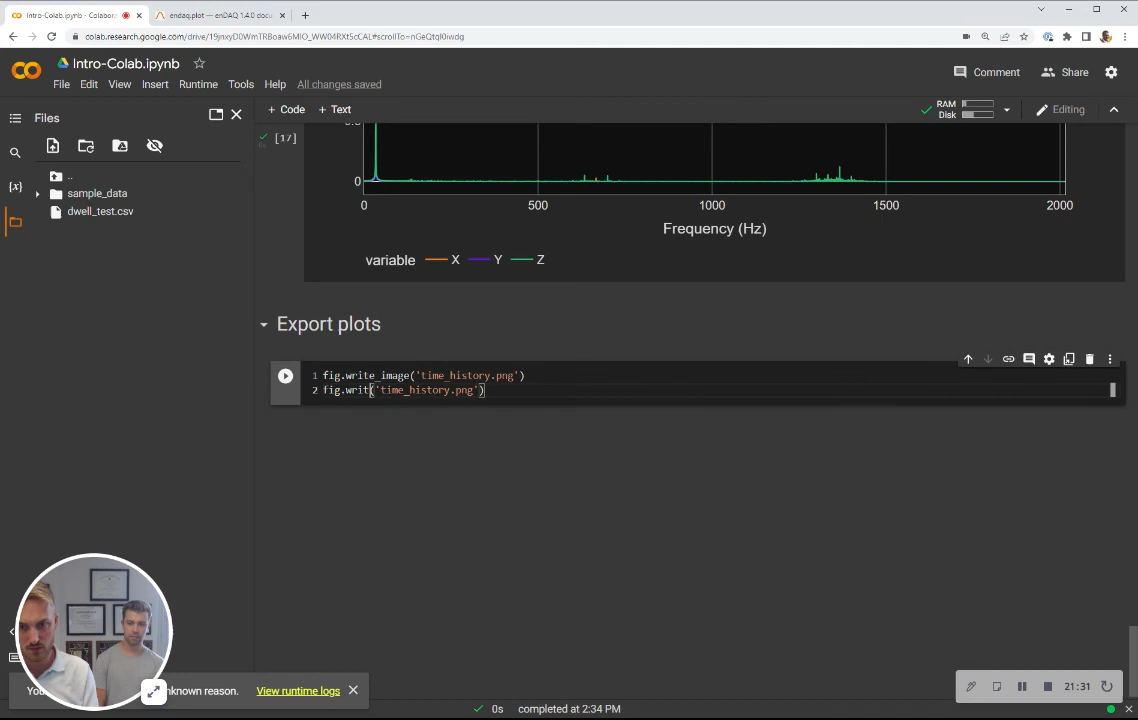 Intro-Colab.ipynb - Colabora
endaq.plot — enDAQ 1.4.0 docu
colab.research.google.com/drive/19jnxyD0WmTRBoaw6MlO_WW04RXt5cCAL#scrollTo=nGeQtqI0iwdg
Intro-Colab.ipynb
File Edit View Insert Runtime Tools Help All changes saved
Comment Share
Files
+ Code + Text
RAM
Disk
Editing
..
sample_data
dwell_test.csv
[17]
0
0 500 1000 1500 2000
Frequency (Hz)
variable X Y Z
Export plots
1 fig.write_image('time_history.png')
2 fig.writ('time_history.png')
nknown reason. View runtime logs
21:31
0s completed at 2:34 PM